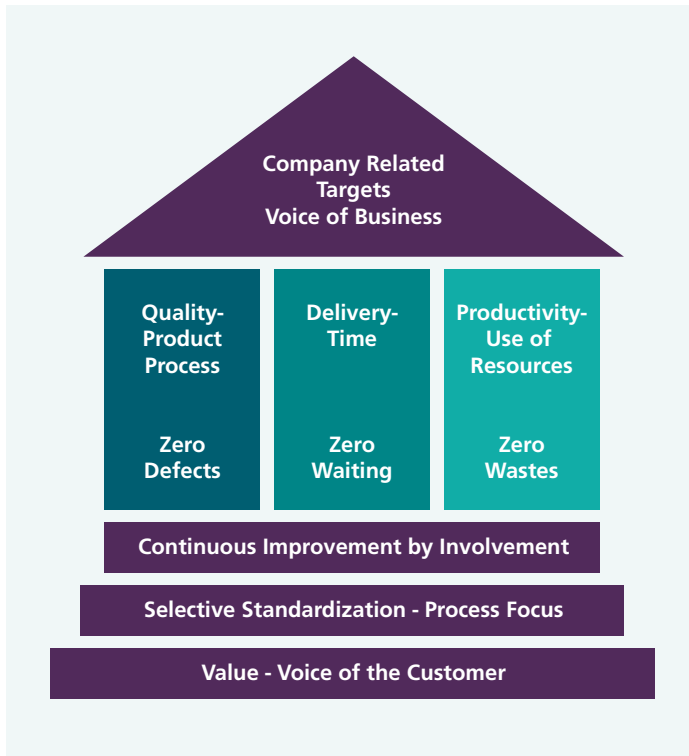 Company Related
Targets
Voice of Business
Quality-
Product
Process
Zero
Defects
Delivery-
Time
Zero
Waiting
Productivity-
Use of
Resources
Zero
Wastes
Continuous Improvement by Involvement
Selective Standardization - Process Focus
Value - Voice of the Customer